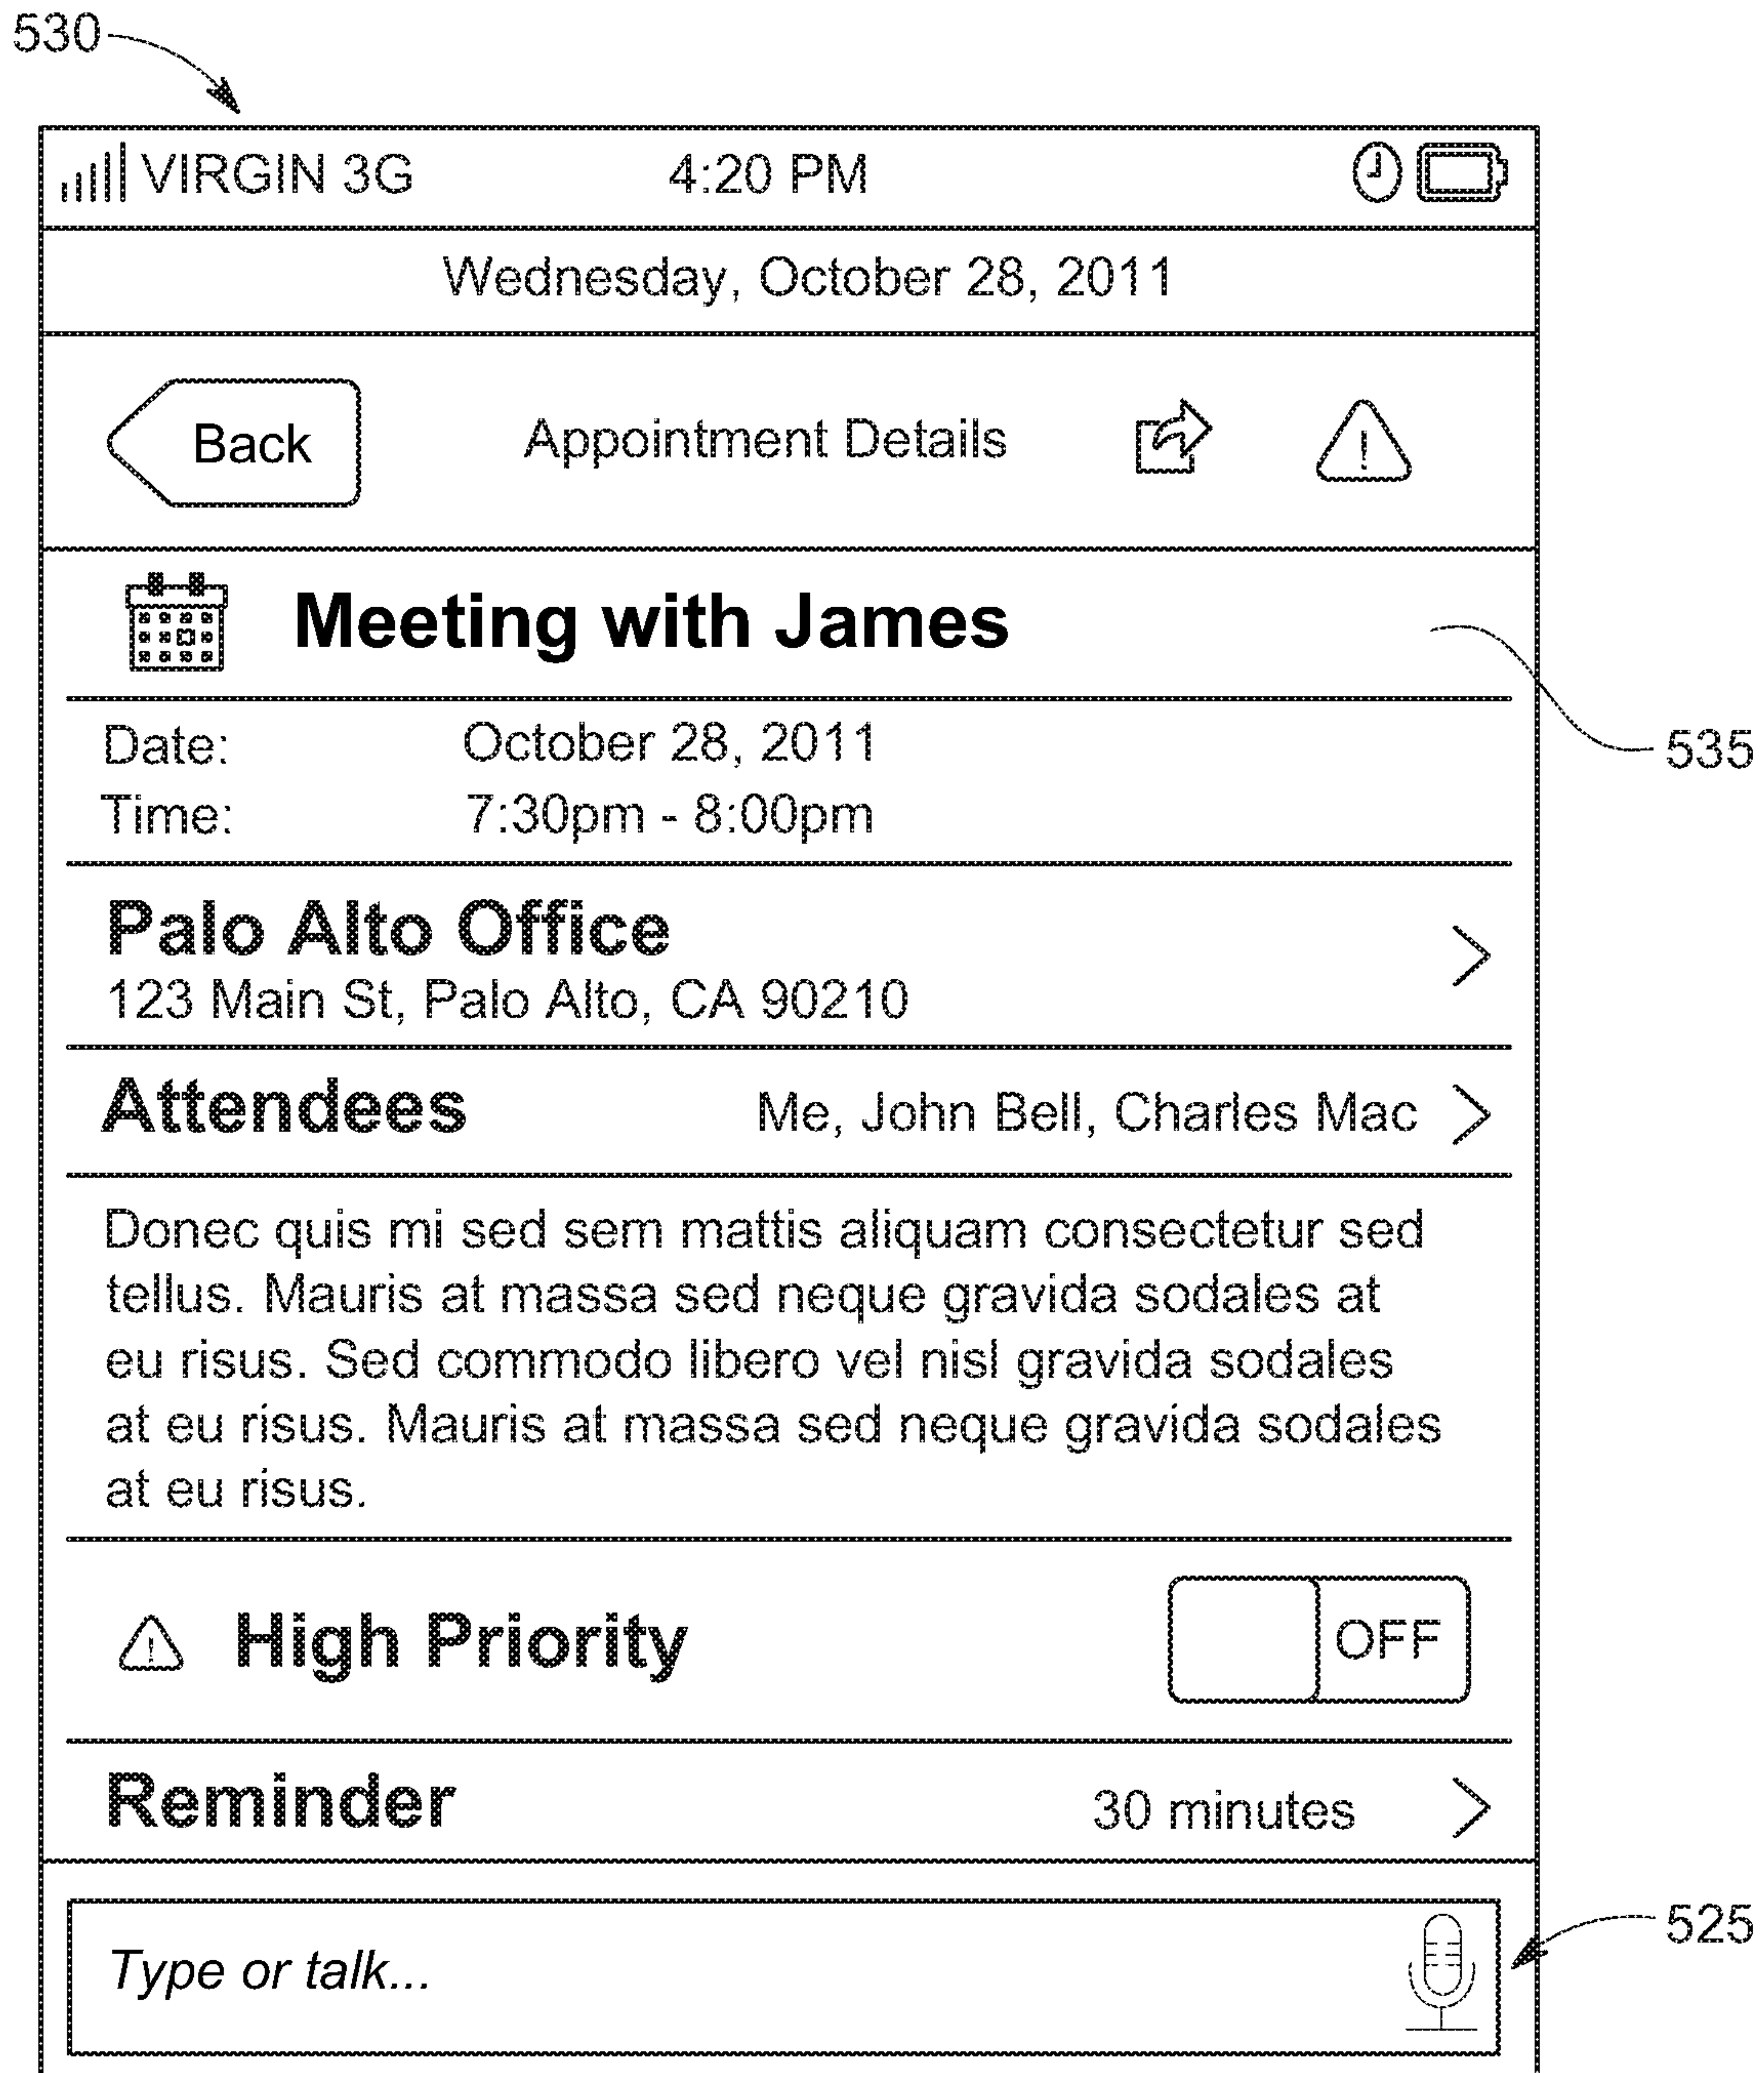 530
VIRGIN 3G 4:20 PM
Wednesday, October 28, 2011
Back Appointment Details !
Meeting with James
535
Date: October 28, 2011
Time: 7:30pm - 8:00pm
Palo Alto Office
123 Main St, Palo Alto, CA 90210
Attendees Me, John Bell, Charles Mac
Donec quis mi sed sem mattis aliquam consectetur sed
tellus. Mauris at massa sed neque gravida sodales at
eu risus. Sed commodo libero vel nisl gravida sodales
at eu risus. Mauris at massa sed neque gravida sodales
at eu risus.
! High Priority OFF
Reminder 30 minutes
525
Type or talk...